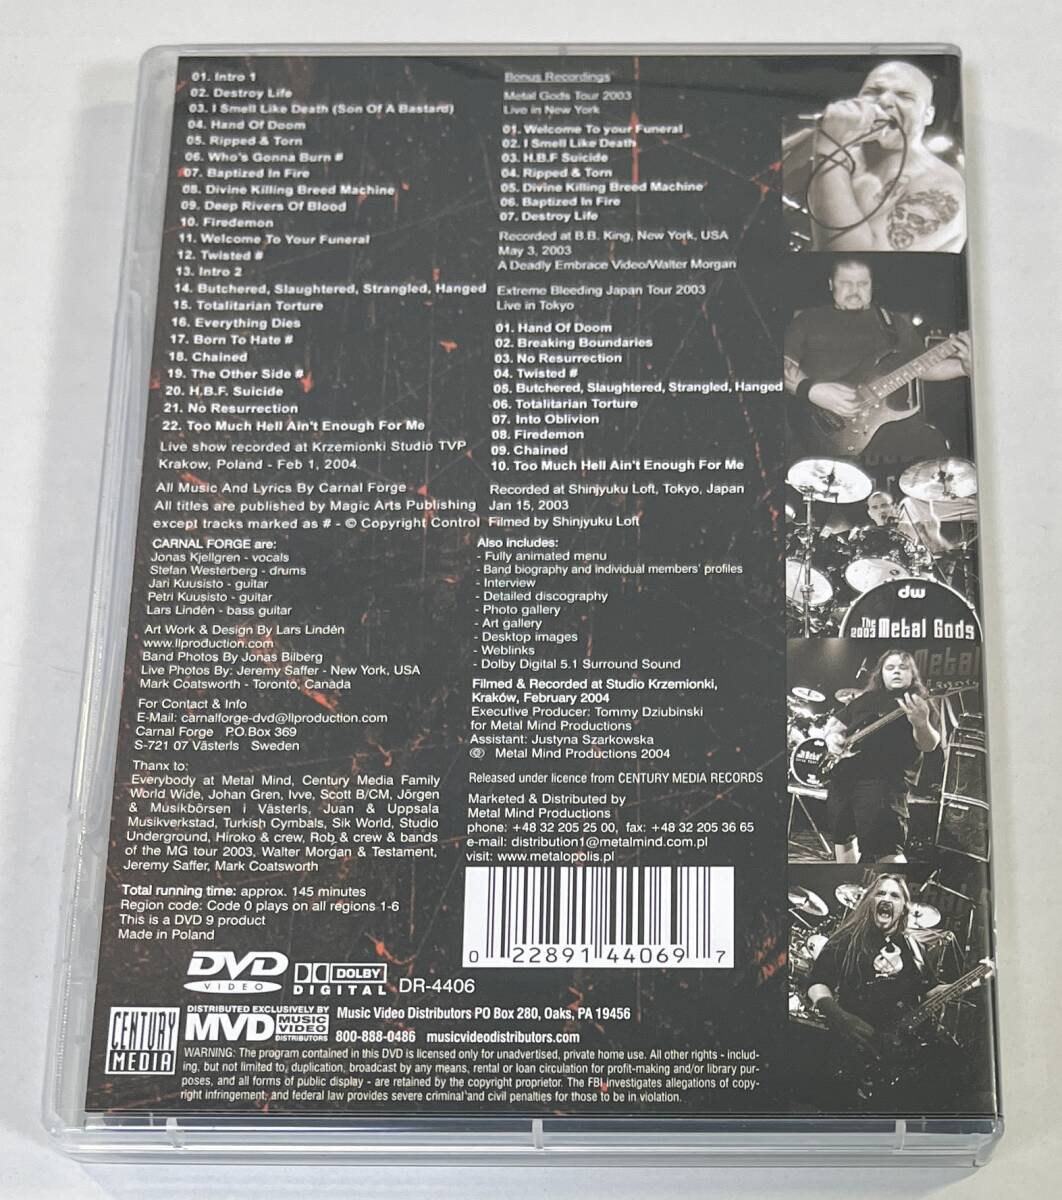 01. Intro 1
02. Destroy Life
03. I Smell Like Death (Son Of A Bastard)
04. Hand Of Doom
05. Ripped & Torn
06. Who's Gonna Burn #
07. Baptized In Fire
08. Divine Killing Breed Machine
09. Deep Rivers Of Blood
10. Firedemon
11. Welcome To Your Funeral
12. Twisted #
13. Intro 2
14. Butchered, Slaughtered, Strangled, Hanged
15. Totalitarian Torture
16. Everything Dies
17. Born To Hate #
18. Chained
19. The Other Side #
20. H.B.F. Suicide
21. No Resurrection
22. Too Much Hell Ain't Enough For Me
Live show recorded at Krzemionki Studio TVP
Krakow, Poland - Feb 1, 2004
All Music And Lyrics By Carnal Forge
All titles are published by Magic Arts Publishing
except tracks marked as # - © Copyright Control
CARNAL FORGE are:
Jonas Kjellgren - vocals
Stefan Westerberg - drums
Jari Kuusisto - guitar
Petri Kuusisto - guitar
Lars Lindén - bass guitar
Art Work & Design By Lars Lindén
www.llproduction.com
Band Photos By Jonas Bilberg
Live Photos By: Jeremy Saffer - New York, USA
Mark Coatsworth - Toronto, Canada
For Contact & Info
E-Mail: carnalforge-dvd@llproduction.com
Carnal Forge P.O.Box 369
S-721 07 Västerls Sweden
Thanx to:
Everybody at Metal Mind, Century Media Family
World Wide, Johan Gren, Ivve, Scott B/CM, Jörgen
& Musikbörsen i Västerls, Juan & Uppsala
Musikverkstad, Turkish Cymbals, Sik World, Studio
Underground, Hiroko & crew, Rob & crew & bands
of the MG tour 2003, Walter Morgan & Testament,
Jeremy Saffer, Mark Coatsworth
Total running time: approx. 145 minutes
Region code: Code 0 plays on all regions 1-6
This is a DVD 9 product
Made in Poland
Bonus Recordings
Metal Gods Tour 2003
Live in New York
01. Welcome To your Funeral
02. I Smell Like Death
03. H.B.F Suicide
04. Ripped & Torn
05. Divine Killing Breed Machine
06. Baptized In Fire
07. Destroy Life
Recorded at B.B. King, New York, USA
May 3, 2003
A Deadly Embrace Video/Walter Morgan
Extreme Bleeding Japan Tour 2003
Live in Tokyo
01. Hand Of Doom
02. Breaking Boundaries
03. No Resurrection
04. Twisted #
05. Butchered, Slaughtered, Strangled, Hanged
06. Totalitarian Torture
07. Into Oblivion
08. Firedemon
09. Chained
10. Too Much Hell Ain't Enough For Me
Recorded at Shinjyuku Loft, Tokyo, Japan
Jan 15, 2003
Filmed by Shinjyuku Loft
Also includes:
- Fully animated menu
- Band biography and individual members' profiles
- Interview
- Detailed discography
- Photo gallery
- Art gallery
- Desktop images
- Weblinks
- Dolby Digital 5.1 Surround Sound
Filmed & Recorded at Studio Krzemionki,
Kraków, February 2004
Executive Producer: Tommy Dziubinski
for Metal Mind Productions
Assistant: Justyna Szarkowska
Metal Mind Productions 2004
Released under licence from CENTURY MEDIA RECORDS
Marketed & Distributed by
Metal Mind Productions
phone: +48 32 205 25 00, fax: +48 32 205 36 65
e-mail: distribution1@metalmind.com.pl
visit: www.metalopolis.pl
0 22891 44069 7
dw
The 2003 Metal Gods
DVD VIDEO
DOLBY DIGITAL
DR-4406
CENTURY MEDIA
DISTRIBUTED EXCLUSIVELY BY
MVD MUSIC VIDEO DISTRIBUTORS
Music Video Distributors PO Box 280, Oaks, PA 19456
800-888-0486 musicvideodistributors.com
WARNING: The program contained in this DVD is licensed only for unadvertised, private home use. All other rights - includ-
ing, but not limited to, duplication, broadcast by any means, rental or loan circulation for profit-making and/or library pur-
poses, and all forms of public display - are retained by the copyright proprietor. The FBI investigates allegations of copy-
right infringement, and federal law provides severe criminal and civil penalties for those to be in violation.